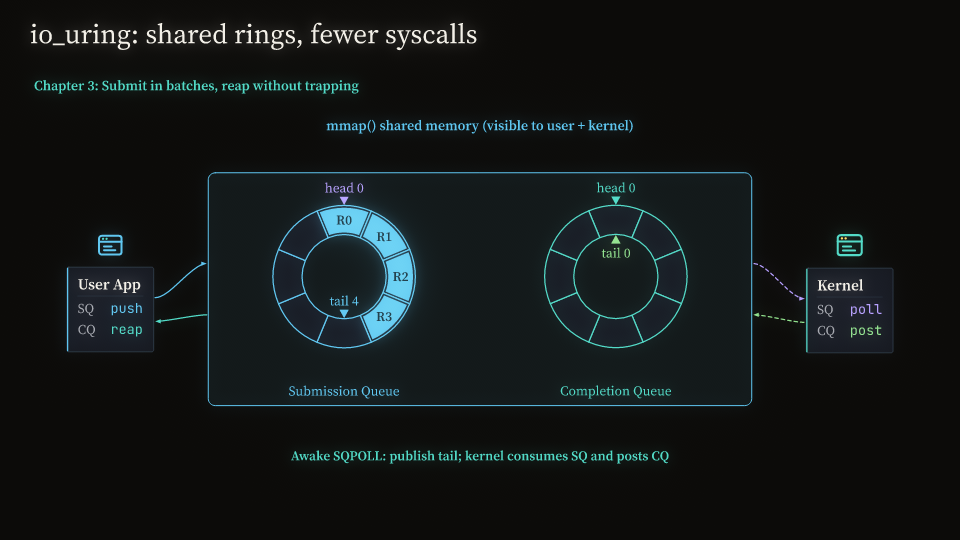 io_uring: shared rings, fewer syscalls
Chapter 3: Submit in batches, reap without trapping
mmap() shared memory (visible to user + kernel)
head 0
R0
R1
R2
R3
tail 4
Submission Queue
head 0
tail 0
Completion Queue
User App
SQ push
CQ reap
Kernel
SQ poll
CQ post
Awake SQPOLL: publish tail; kernel consumes SQ and posts CQ